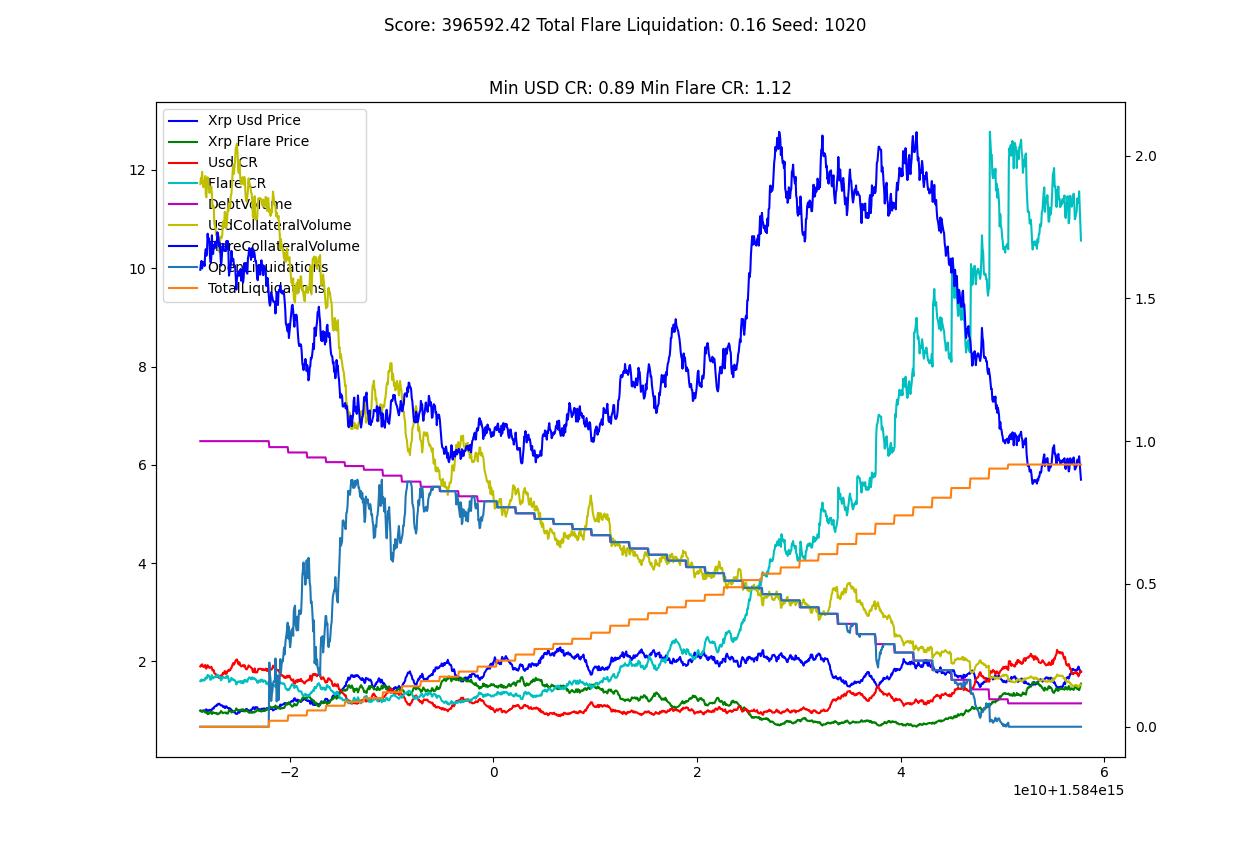 Score: 396592.42 Total Flare Liquidation: 0.16 Seed: 1020
Min USD CR: 0.89 Min Flare CR: 1.12
Xrp Usd Price
Xrp Flare Price
Usd CR
Flare CR
DebtVolume
UsdCollateralVolume
FlareCollateralVolume
OpenLiquidations
TotalLiquidations
12
10
8
6
4
2
2.0
1.5
1.0
0.5
0.0
−2 0 2 4 6
1e10+1.584e15